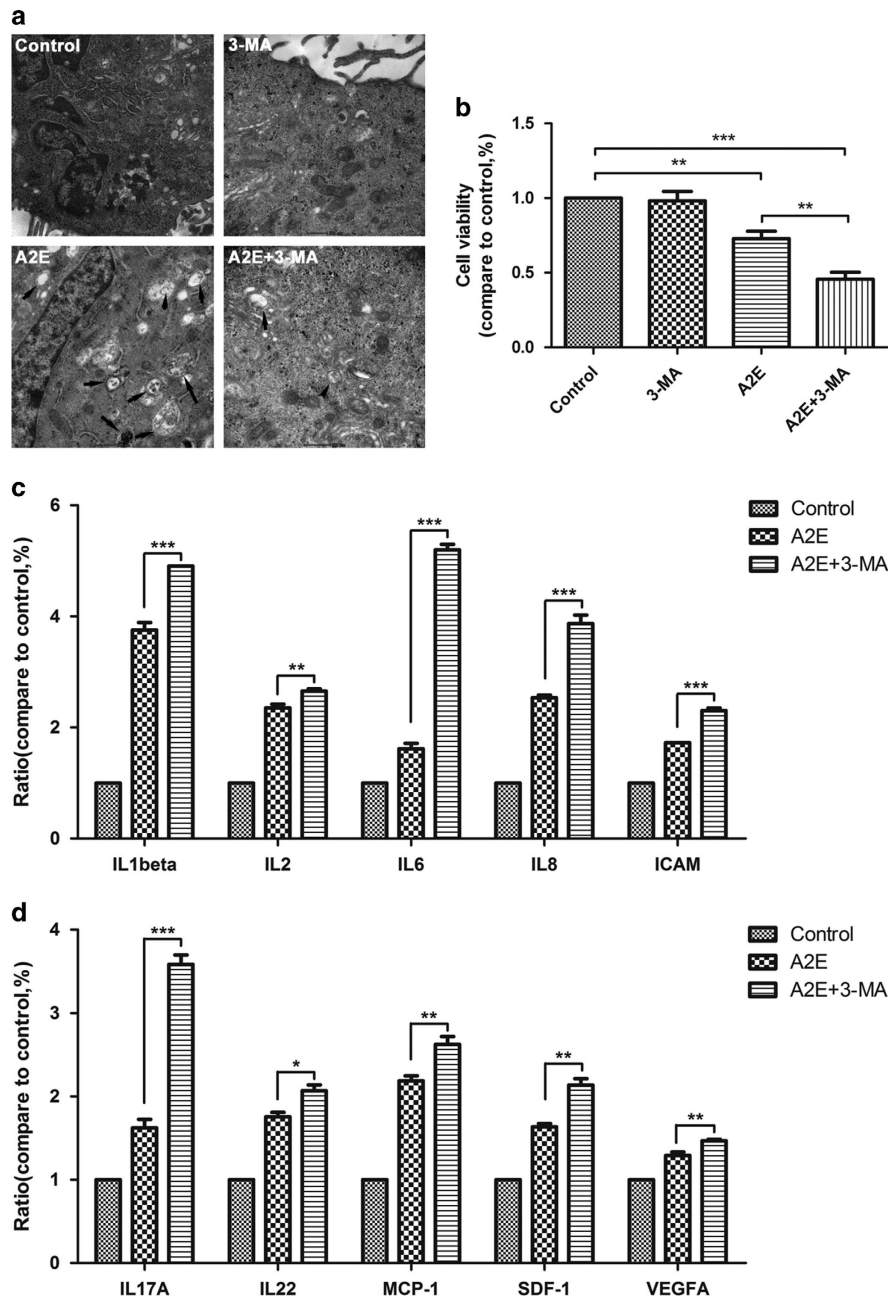 a
Control
3-MA
A2E
A2E+3-MA
b
Cell viability
(compare to control,%)
1.5
1.0
0.5
0.0
***
**
**
Control
3-MA
A2E
A2E+3-MA
c
Ratio(compare to control,%)
6
4
2
0
***
**
***
***
***
IL1beta
IL2
IL6
IL8
ICAM
Control
A2E
A2E+3-MA
d
Ratio(compare to control,%)
4
3
2
1
0
***
*
**
**
**
IL17A
IL22
MCP-1
SDF-1
VEGFA
Control
A2E
A2E+3-MA